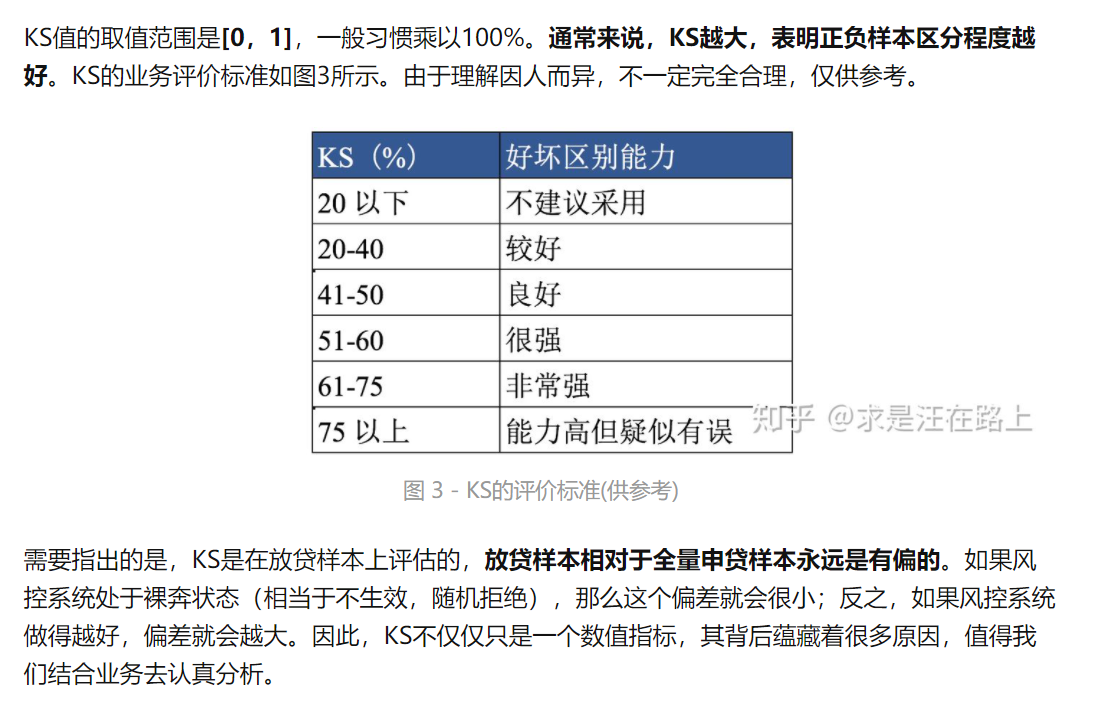 KS值的取值范围是[0，1]，一般习惯乘以100%。通常来说，KS越大，表明正负样本区分程度越
好。KS的业务评价标准如图3所示。由于理解因人而异，不一定完全合理，仅供参考。
KS（%） 好坏区别能力
20 以下 不建议采用
20-40 较好
41-50 良好
51-60 很强
61-75 非常强
75 以上 能力高但疑似有误
知乎 @求是汪在路上
图 3 - KS的评价标准(供参考)
需要指出的是，KS是在放贷样本上评估的，放贷样本相对于全量申贷样本永远是有偏的。如果风
控系统处于裸奔状态（相当于不生效，随机拒绝），那么这个偏差就会很小；反之，如果风控系统
做得越好，偏差就会越大。因此，KS不仅仅只是一个数值指标，其背后蕴藏着很多原因，值得我
们结合业务去认真分析。